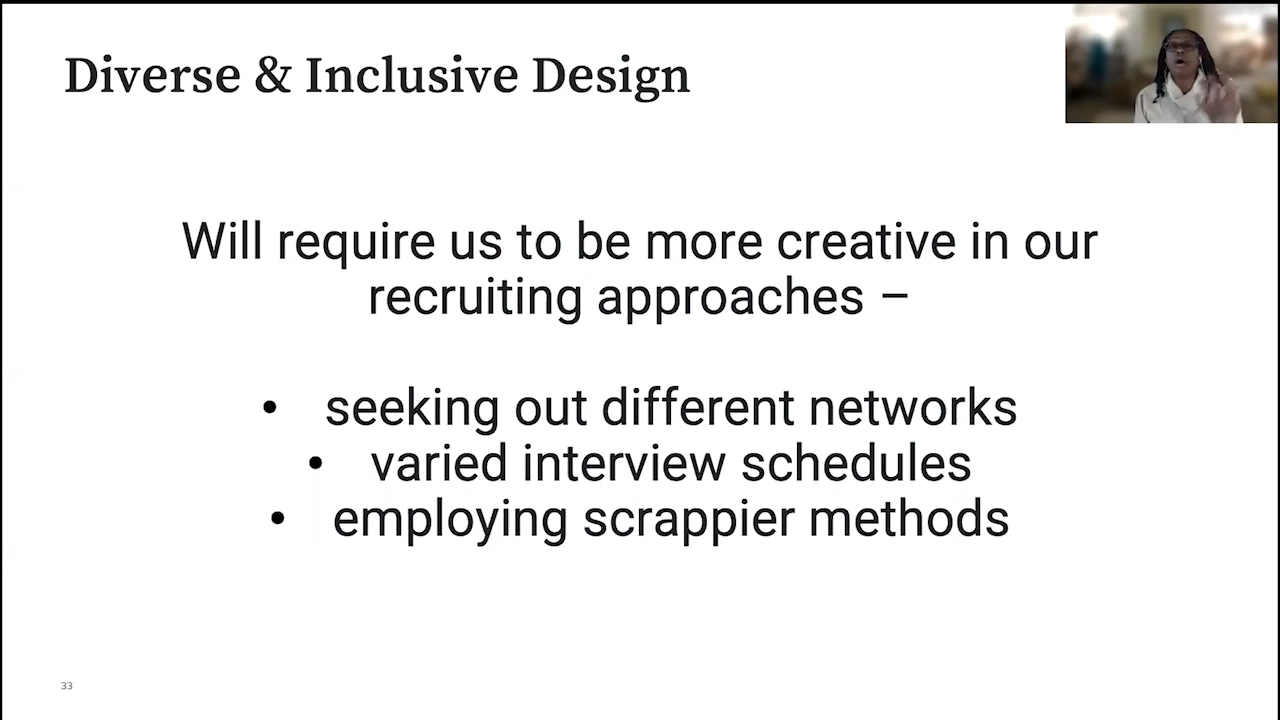 Diverse & Inclusive Design
Will require us to be more creative in our
recruiting approaches –
• seeking out different networks
• varied interview schedules
• employing scrappier methods
33